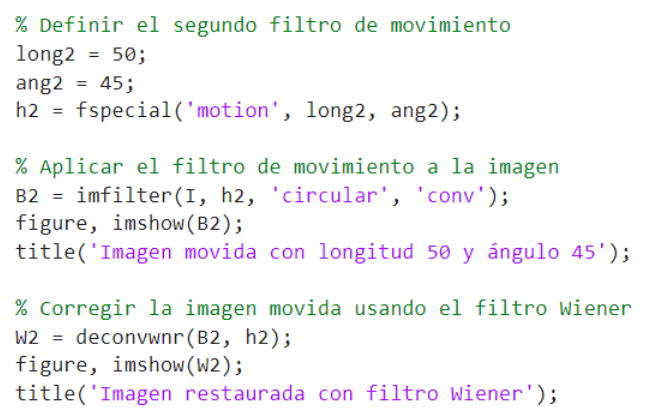 % Definir el segundo filtro de movimiento
long2 = 50;
ang2 = 45;
h2 = fspecial('motion', long2, ang2);
% Aplicar el filtro de movimiento a la imagen
B2 = imfilter(I, h2, 'circular', 'conv');
figure, imshow(B2);
title('Imagen movida con longitud 50 y ángulo 45');
% Corregir la imagen movida usando el filtro Wiener
W2 = deconvwnr(B2, h2);
figure, imshow(W2);
title('Imagen restaurada con filtro Wiener');